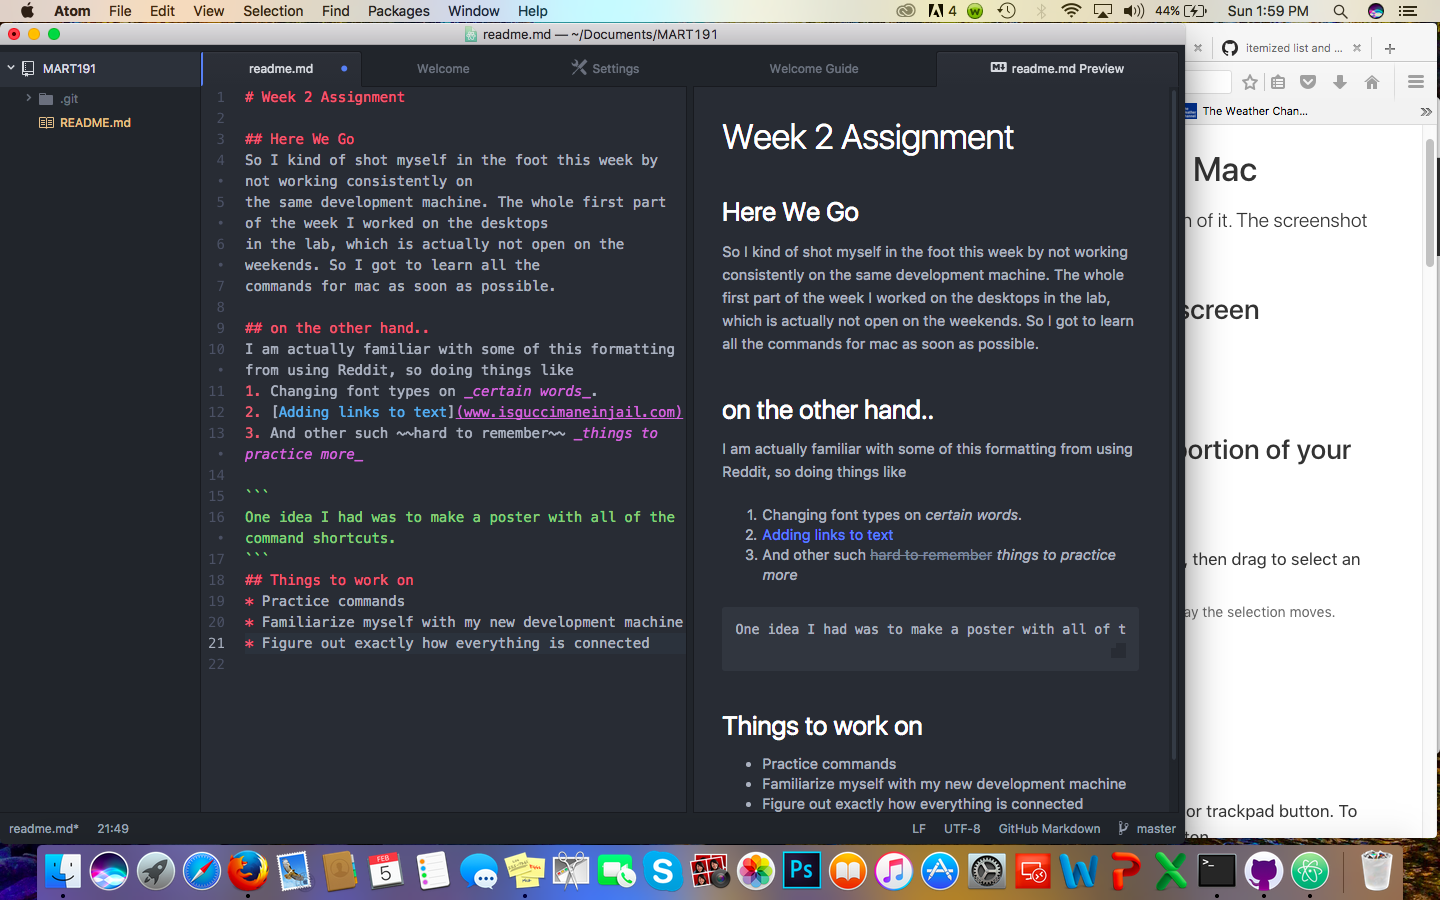 Atom File Edit View Selection Find Packages Window Help
4 44% Sun 1:59 PM
readme.md — ~/Documents/MART191
itemized list and ...
The Weather Chan...
MART191
.git
README.md
readme.md Welcome Settings Welcome Guide readme.md Preview
1 # Week 2 Assignment
2
3 ## Here We Go
4 So I kind of shot myself in the foot this week by
not working consistently on
5 the same development machine. The whole first part
of the week I worked on the desktops
6 in the lab, which is actually not open on the
weekends. So I got to learn all the
7 commands for mac as soon as possible.
8
9 ## on the other hand..
10 I am actually familiar with some of this formatting
from using Reddit, so doing things like
11 1. Changing font types on _certain words_.
12 2. [Adding links to text](www.isguccimaneinjail.com)
13 3. And other such ~~hard to remember~~ _things to
practice more_
14
15 ```
16 One idea I had was to make a poster with all of the
command shortcuts.
17 ```
18 ## Things to work on
19 * Practice commands
20 * Familiarize myself with my new development machine
21 * Figure out exactly how everything is connected
22
Week 2 Assignment
Here We Go
So I kind of shot myself in the foot this week by not working
consistently on the same development machine. The whole
first part of the week I worked on the desktops in the lab,
which is actually not open on the weekends. So I got to learn
all the commands for mac as soon as possible.
on the other hand..
I am actually familiar with some of this formatting from using
Reddit, so doing things like
1. Changing font types on certain words.
2. Adding links to text
3. And other such hard to remember things to practice
more
One idea I had was to make a poster with all of t
Things to work on
• Practice commands
• Familiarize myself with my new development machine
• Figure out exactly how everything is connected
Mac
of it. The screenshot
screen
portion of your
, then drag to select an
ay the selection moves.
or trackpad button. To
readme.md* 21:49 LF UTF-8 GitHub Markdown master
FEB
5
Ps